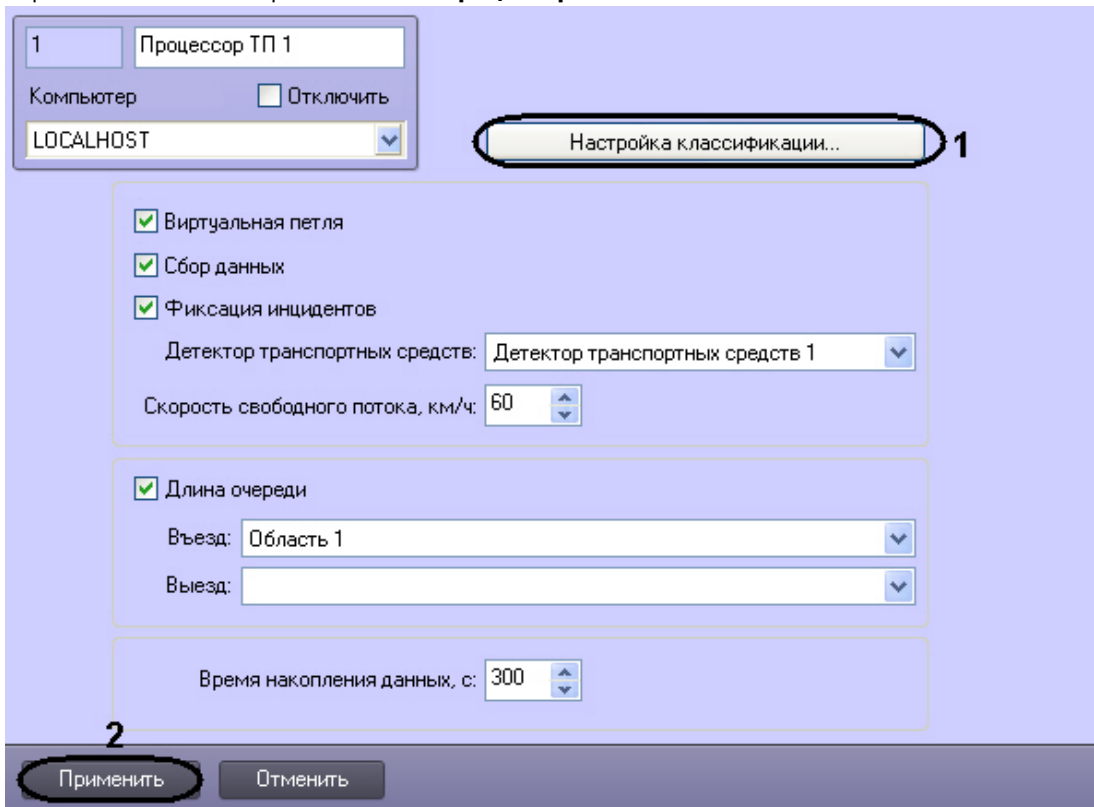 1
Процессор ТП 1
Компьютер
Отключить
LOCALHOST
Настройка классификации...
1
Виртуальная петля
Сбор данных
Фиксация инцидентов
Детектор транспортных средств: Детектор транспортных средств 1
Скорость свободного потока, км/ч: 60
Длина очереди
Въезд: Область 1
Выезд:
Время накопления данных, с: 300
2
Применить
Отменить